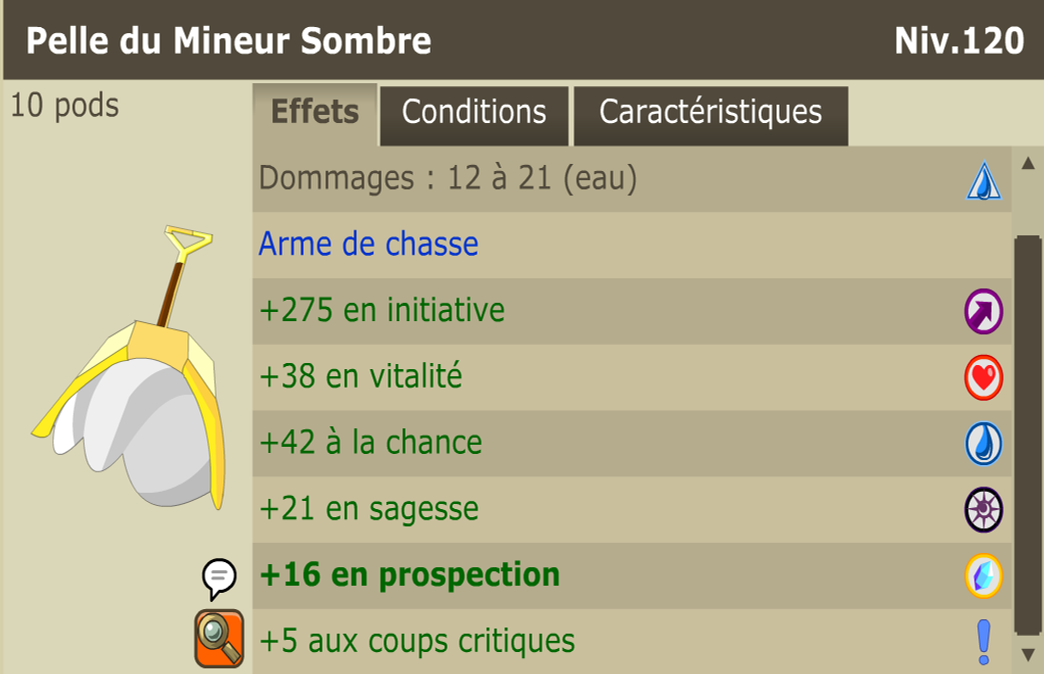 Pelle du Mineur Sombre
Niv.120
10 pods
Effets
Conditions
Caractéristiques
Dommages : 12 à 21 (eau)
Arme de chasse
+275 en initiative
+38 en vitalité
+42 à la chance
+21 en sagesse
+16 en prospection
+5 aux coups critiques